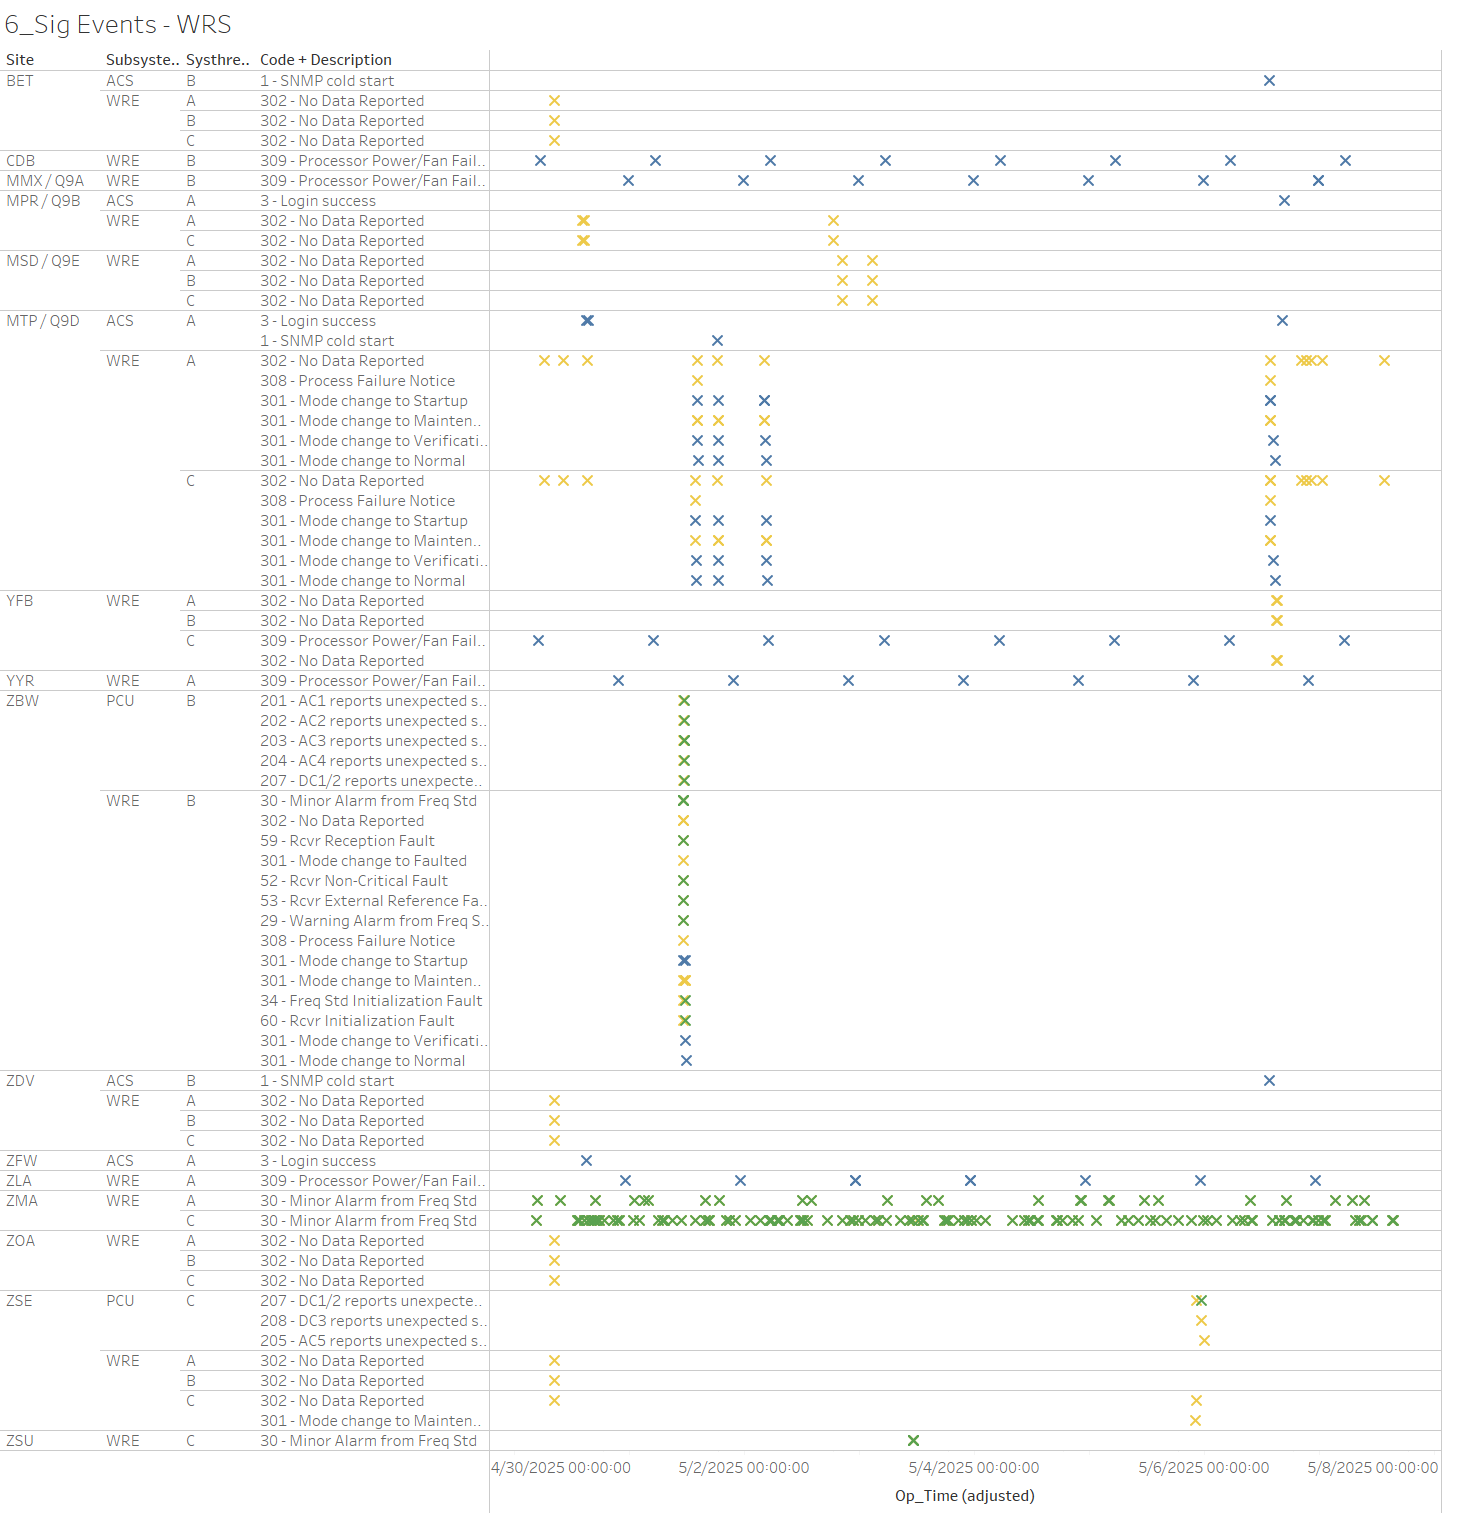 6_Sig Events - WRS
Site Subsyste.. Systhre.. Code + Description
BET ACS B 1 - SNMP cold start
WRE A 302 - No Data Reported
B 302 - No Data Reported
C 302 - No Data Reported
CDB WRE B 309 - Processor Power/Fan Fail..
MMX / Q9A WRE B 309 - Processor Power/Fan Fail..
MPR / Q9B ACS A 3 - Login success
WRE A 302 - No Data Reported
C 302 - No Data Reported
MSD / Q9E WRE A 302 - No Data Reported
B 302 - No Data Reported
C 302 - No Data Reported
MTP / Q9D ACS A 3 - Login success
1 - SNMP cold start
WRE A 302 - No Data Reported
308 - Process Failure Notice
301 - Mode change to Startup
301 - Mode change to Mainten..
301 - Mode change to Verificati..
301 - Mode change to Normal
C 302 - No Data Reported
308 - Process Failure Notice
301 - Mode change to Startup
301 - Mode change to Mainten..
301 - Mode change to Verificati..
301 - Mode change to Normal
YFB WRE A 302 - No Data Reported
B 302 - No Data Reported
C 309 - Processor Power/Fan Fail..
302 - No Data Reported
YYR WRE A 309 - Processor Power/Fan Fail..
ZBW PCU B 201 - AC1 reports unexpected s..
202 - AC2 reports unexpected s..
203 - AC3 reports unexpected s..
204 - AC4 reports unexpected s..
207 - DC1/2 reports unexpecte..
WRE B 30 - Minor Alarm from Freq Std
302 - No Data Reported
59 - Rcvr Reception Fault
301 - Mode change to Faulted
52 - Rcvr Non-Critical Fault
53 - Rcvr External Reference Fa..
29 - Warning Alarm from Freq S..
308 - Process Failure Notice
301 - Mode change to Startup
301 - Mode change to Mainten..
34 - Freq Std Initialization Fault
60 - Rcvr Initialization Fault
301 - Mode change to Verificati..
301 - Mode change to Normal
ZDV ACS B 1 - SNMP cold start
WRE A 302 - No Data Reported
B 302 - No Data Reported
C 302 - No Data Reported
ZFW ACS A 3 - Login success
ZLA WRE A 309 - Processor Power/Fan Fail..
ZMA WRE A 30 - Minor Alarm from Freq Std
C 30 - Minor Alarm from Freq Std
ZOA WRE A 302 - No Data Reported
B 302 - No Data Reported
C 302 - No Data Reported
ZSE PCU C 207 - DC1/2 reports unexpecte..
208 - DC3 reports unexpected s..
205 - AC5 reports unexpected s..
WRE A 302 - No Data Reported
B 302 - No Data Reported
C 302 - No Data Reported
301 - Mode change to Mainten..
ZSU WRE C 30 - Minor Alarm from Freq Std
4/30/2025 00:00:00 5/2/2025 00:00:00 5/4/2025 00:00:00 5/6/2025 00:00:00 5/8/2025 00:00:00
Op_Time (adjusted)